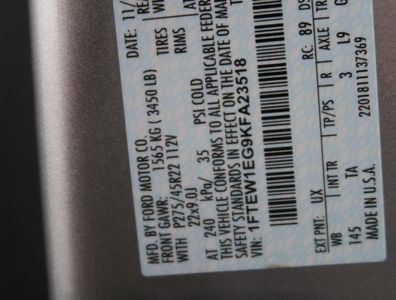 MFD. BY FORD MOTOR CO.
DATE: 11/
FRONT GAWR:
1565 KG ( 3450 LB)
P275/45R22 112V
TIRES
WITH
22x9.0J
RIMS
AT 240 kPa/ 35 PSI COLD
THIS VEHICLE CONFORMS TO ALL APPLICABLE FEDER
SAFETY STANDARDS IN EFFECT ON THE DATE OF MA
VIN: 1FTEW1EG9KFA23518
EXT PNT: UX
RC: 89 DS
WB INT TR TP/PS R AXLE TR
145 TA 3 L9 G
MADE IN U.S.A.
2201811137369